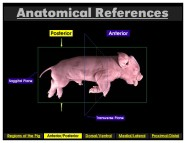 Anatomical References
Posterior
Anterior
Saggital Plane
Transverse Plane
Regions of the Pig
Anterior/Posterior
Dorsal/Ventral
Medial/Lateral
Proximal/Distal